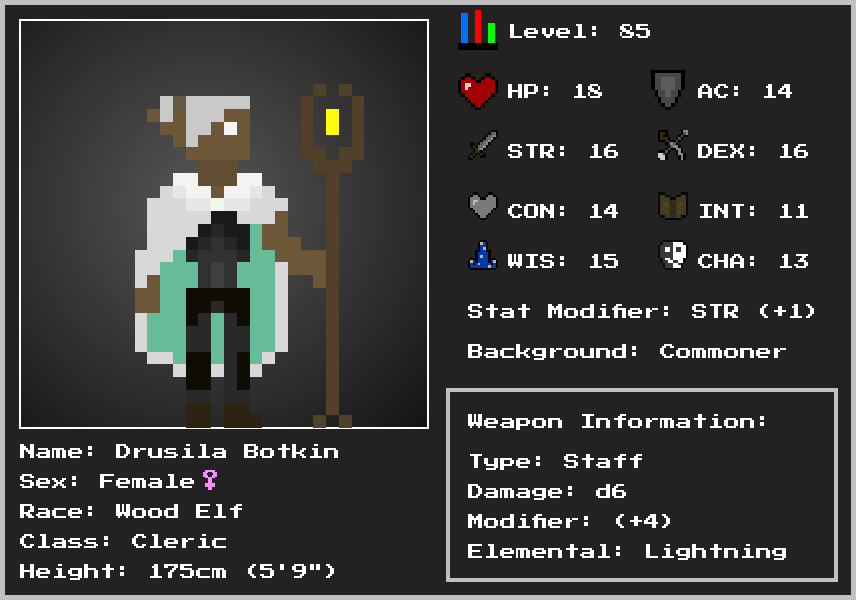 Level: 85
HP: 18 AC: 14
STR: 16 DEX: 16
CON: 14 INT: 11
WIS: 15 CHA: 13
Stat Modifier: STR (+1)
Background: Commoner
Weapon Information:
Type: Staff
Damage: d6
Modifier: (+4)
Elemental: Lightning
Name: Drusila Botkin
Sex: Female♀
Race: Wood Elf
Class: Cleric
Height: 175cm (5'9")